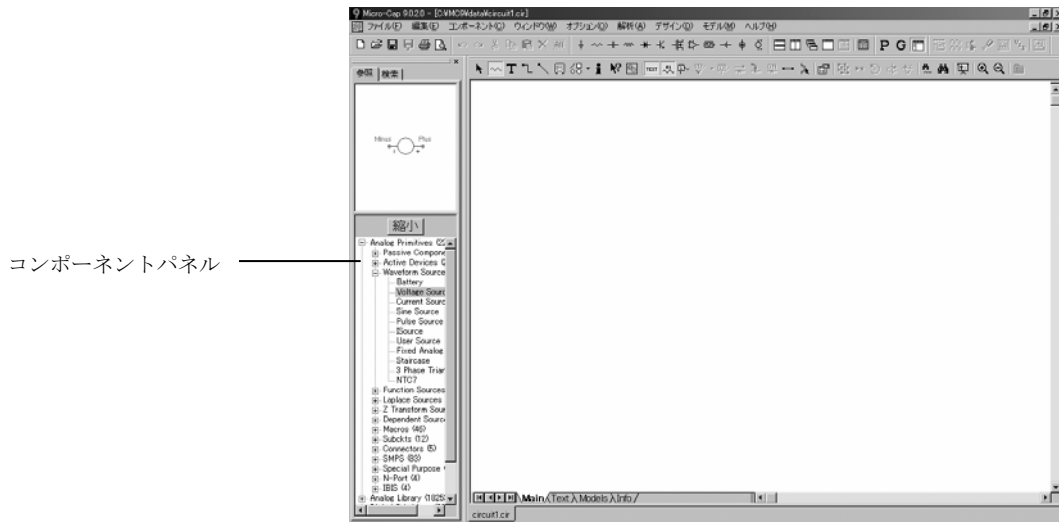 Micro-Cap 9.0.2.0 - [C:¥MC9¥data¥circuit1.cir]
ファイル(F) 編集(E) コンポーネント(C) ウィンドウ(W) オプション(O) 解析(A) デザイン(D) モデル(M) ヘルプ(H)
P G
T TEXT
参照 検索
Minus Plus
縮小
コンポーネントパネル
Analog Primitives (2
Passive Compone
Active Devices (
Waveform Source
Battery
Voltage Sourc
Current Sourc
Sine Source
Pulse Source
ISource
User Source
Fixed Analog
Staircase
3 Phase Triar
NTC?
Function Sources
Laplace Sources
Z Transform Sour
Dependent Source
Macros (46)
Subckts (12)
Connectors (5)
SMPS (83)
Special Purpose
N-Port (4)
IBIS (4)
Analog Library (1825
Main Text Models Info
circuit1.cir